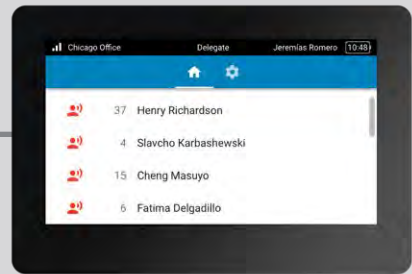 Chicago Office Delegate Jeremías Romero 10:48
37 Henry Richardson
4 Slavcho Karbashewski
15 Cheng Masuyo
6 Fatima Delgadillo